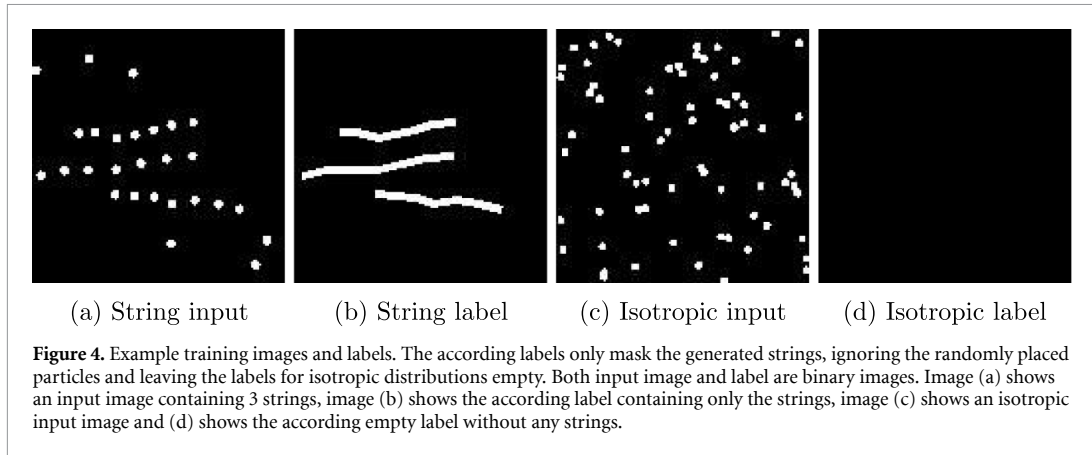 (a) String input
(b) String label
(c) Isotropic input
(d) Isotropic label
Figure 4. Example training images and labels. The according labels only mask the generated strings, ignoring the randomly placed
particles and leaving the labels for isotropic distributions empty. Both input image and label are binary images. Image (a) shows
an input image containing 3 strings, image (b) shows the according label containing only the strings, image (c) shows an isotropic
input image and (d) shows the according empty label without any strings.